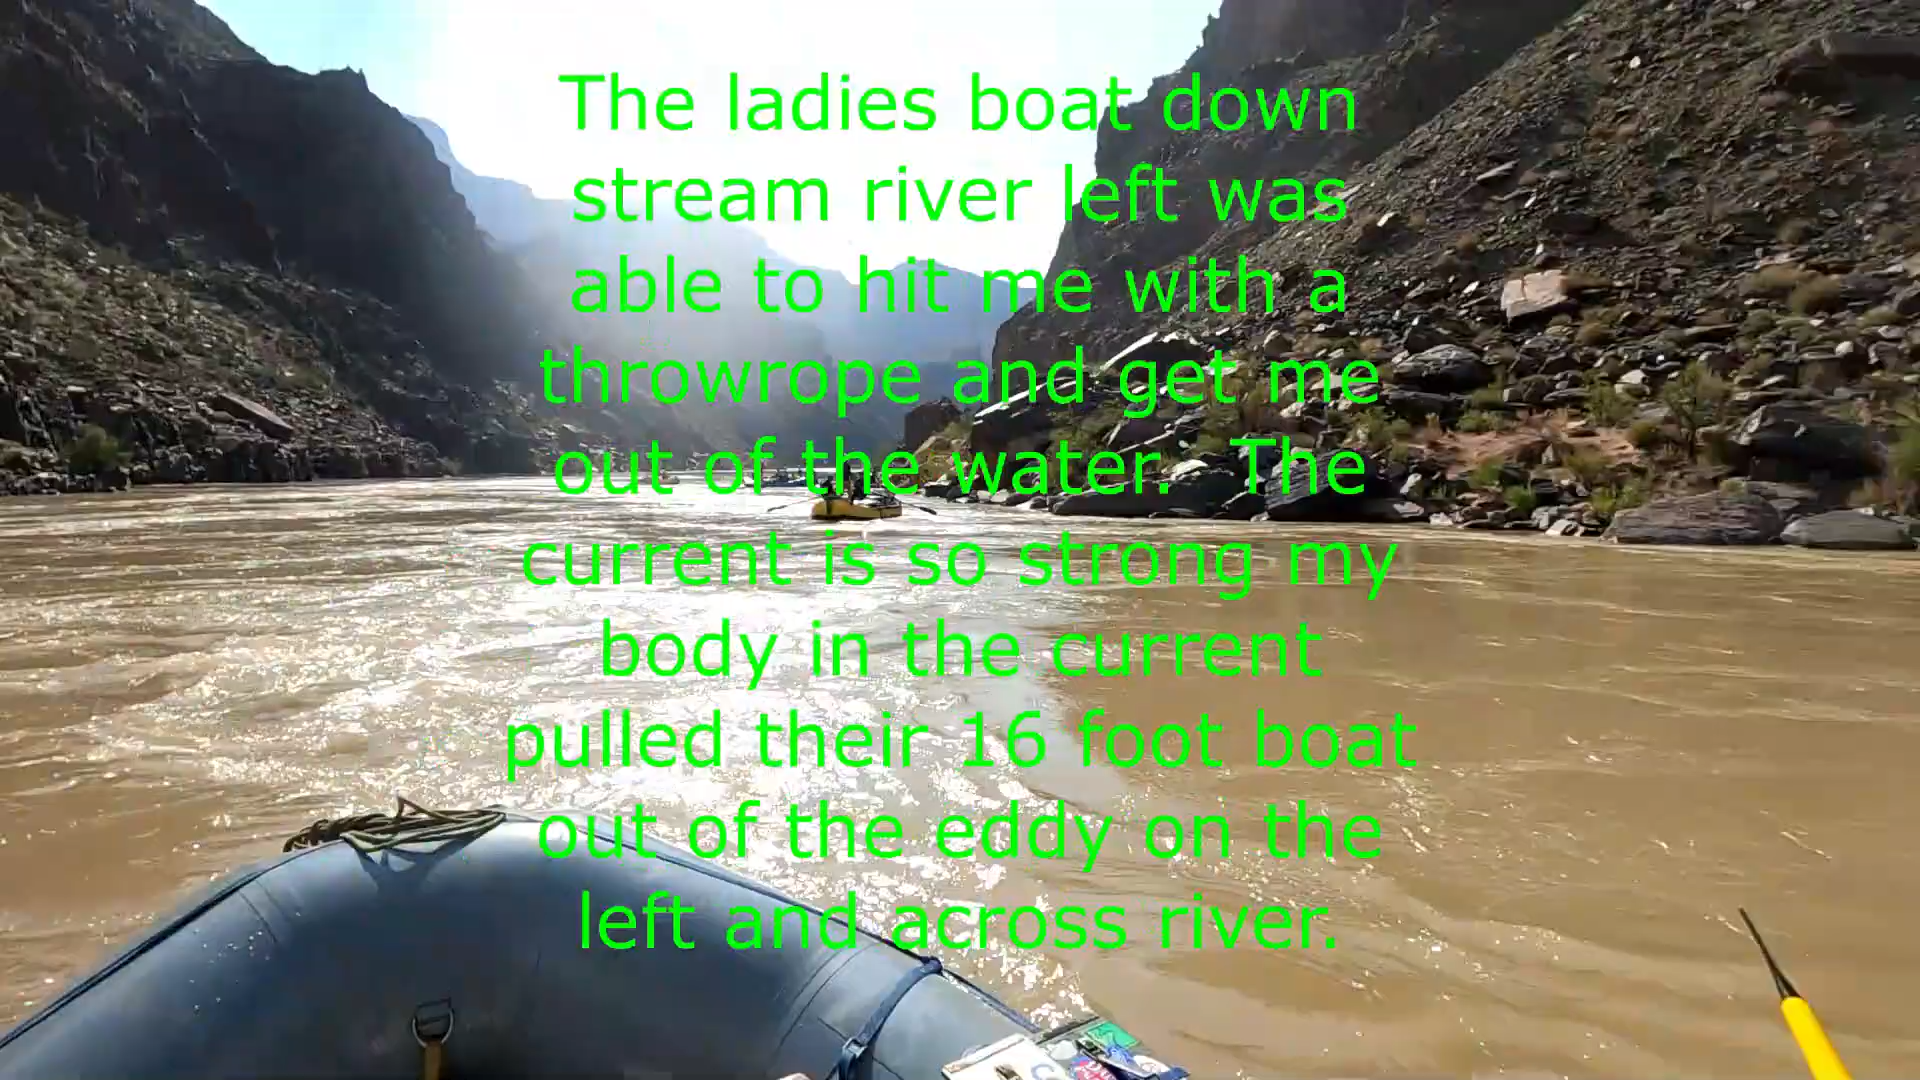 The ladies boat down
stream river left was
able to hit me with a
throwrope and get me
out of the water.  The
current is so strong my
body in the current
pulled their 16 foot boat
out of the eddy on the
left and across river.